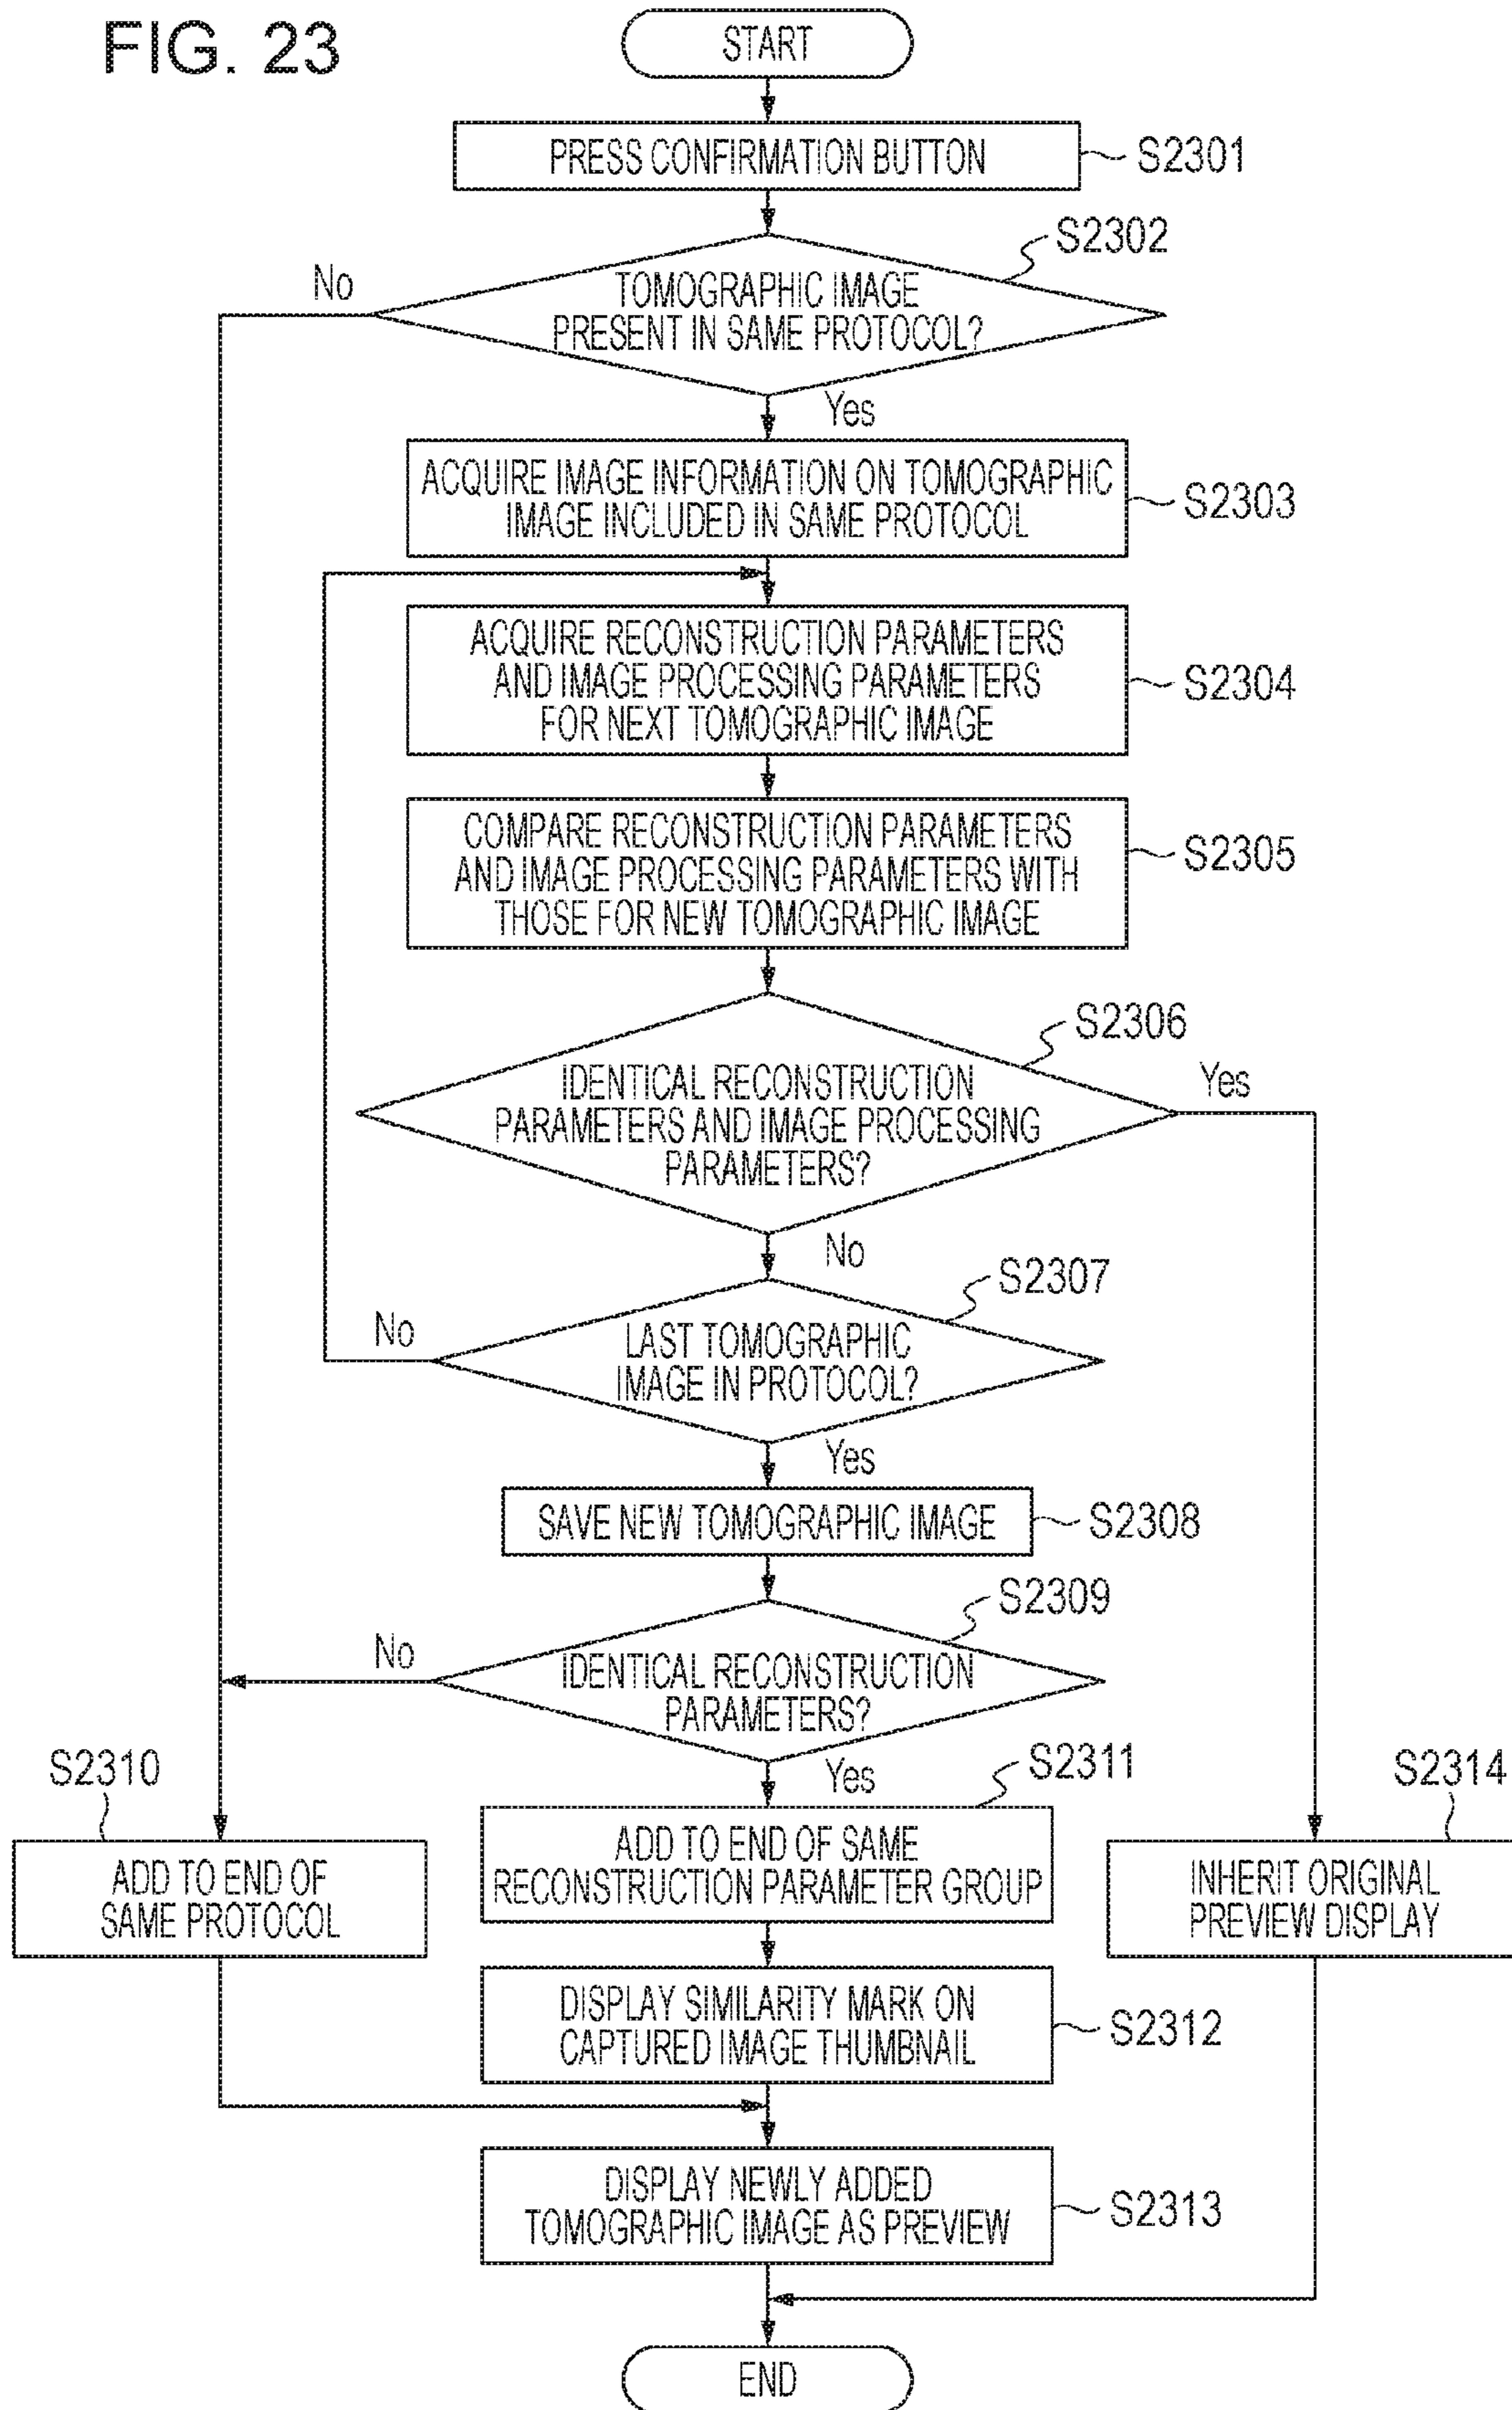 FIG. 23
START
PRESS CONFIRMATION BUTTON
S2301
S2302
No
TOMOGRAPHIC IMAGE
PRESENT IN SAME PROTOCOL?
Yes
ACQUIRE IMAGE INFORMATION ON TOMOGRAPHIC
IMAGE INCLUDED IN SAME PROTOCOL
S2303
ACQUIRE RECONSTRUCTION PARAMETERS
AND IMAGE PROCESSING PARAMETERS
FOR NEXT TOMOGRAPHIC IMAGE
S2304
COMPARE RECONSTRUCTION PARAMETERS
AND IMAGE PROCESSING PARAMETERS WITH
THOSE FOR NEW TOMOGRAPHIC IMAGE
S2305
S2306
IDENTICAL RECONSTRUCTION
PARAMETERS AND IMAGE PROCESSING
PARAMETERS?
Yes
No
S2307
No
LAST TOMOGRAPHIC
IMAGE IN PROTOCOL?
Yes
SAVE NEW TOMOGRAPHIC IMAGE
S2308
S2309
No
IDENTICAL RECONSTRUCTION
PARAMETERS?
Yes
S2310
ADD TO END OF
SAME PROTOCOL
S2311
ADD TO END OF SAME
RECONSTRUCTION PARAMETER GROUP
S2314
INHERIT ORIGINAL
PREVIEW DISPLAY
DISPLAY SIMILARITY MARK ON
CAPTURED IMAGE THUMBNAIL
S2312
DISPLAY NEWLY ADDED
TOMOGRAPHIC IMAGE AS PREVIEW
S2313
END